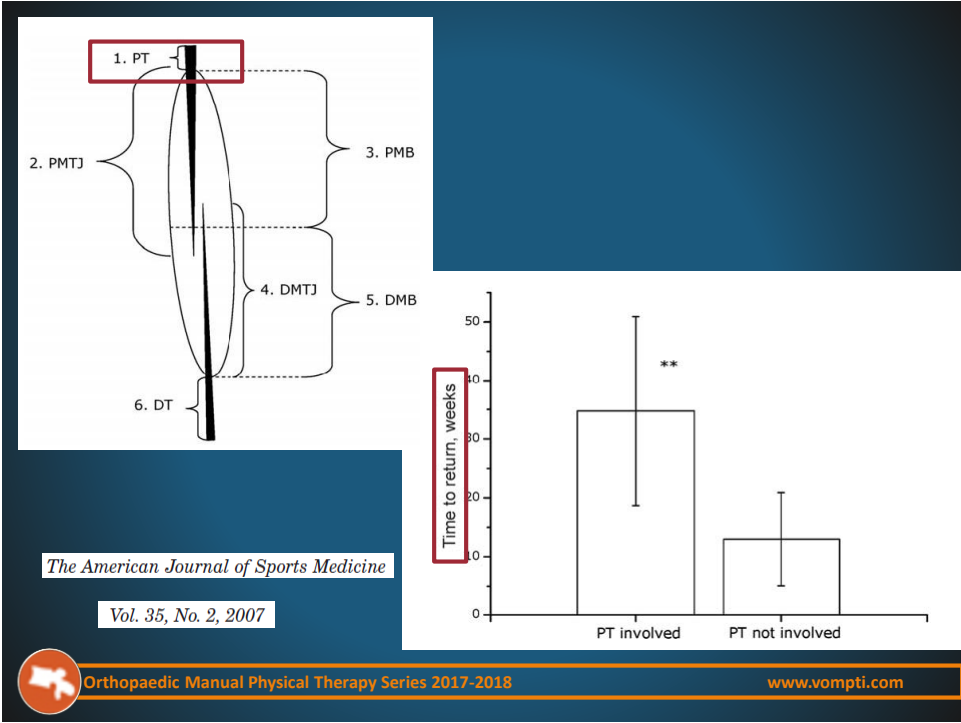 1. PT
2. PMTJ
3. PMB
4. DMTJ
5. DMB
6. DT
Time to return, weeks
50
40
30
20
10
0
**
PT involved
PT not involved
The American Journal of Sports Medicine
Vol. 35, No. 2, 2007
Orthopaedic Manual Physical Therapy Series 2017-2018
www.vompti.com